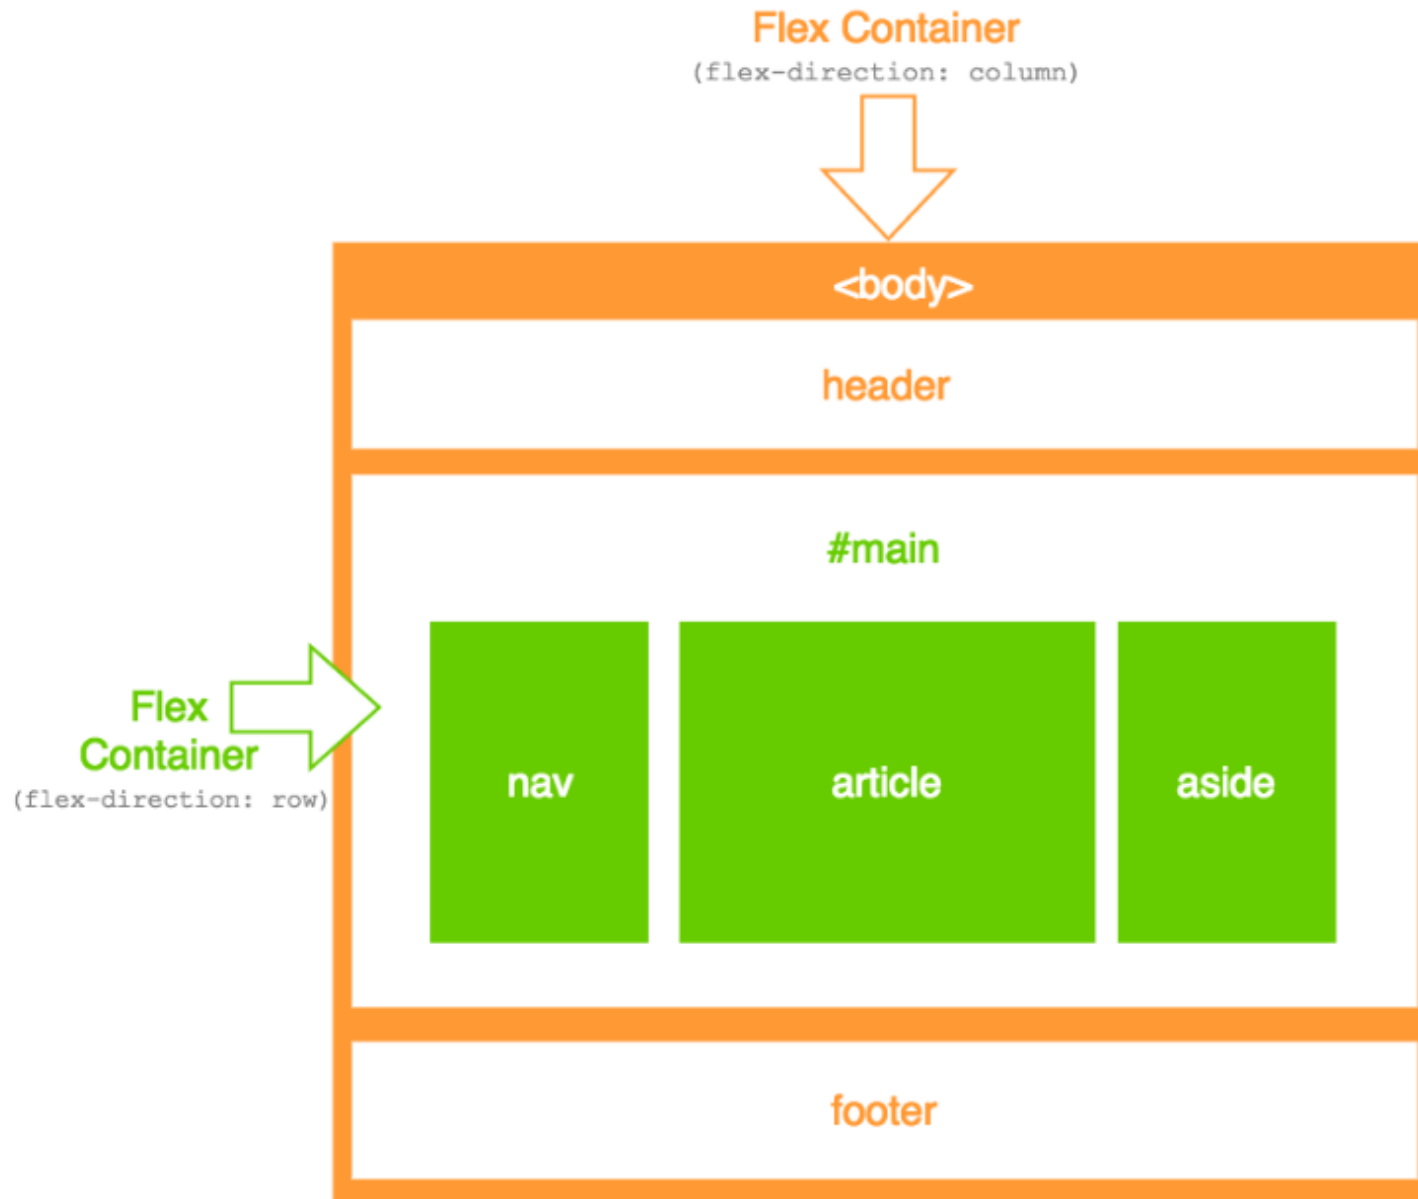 Flex Container
(flex-direction: column)
<body>
header
#main
Flex
Container
(flex-direction: row)
nav
article
aside
footer